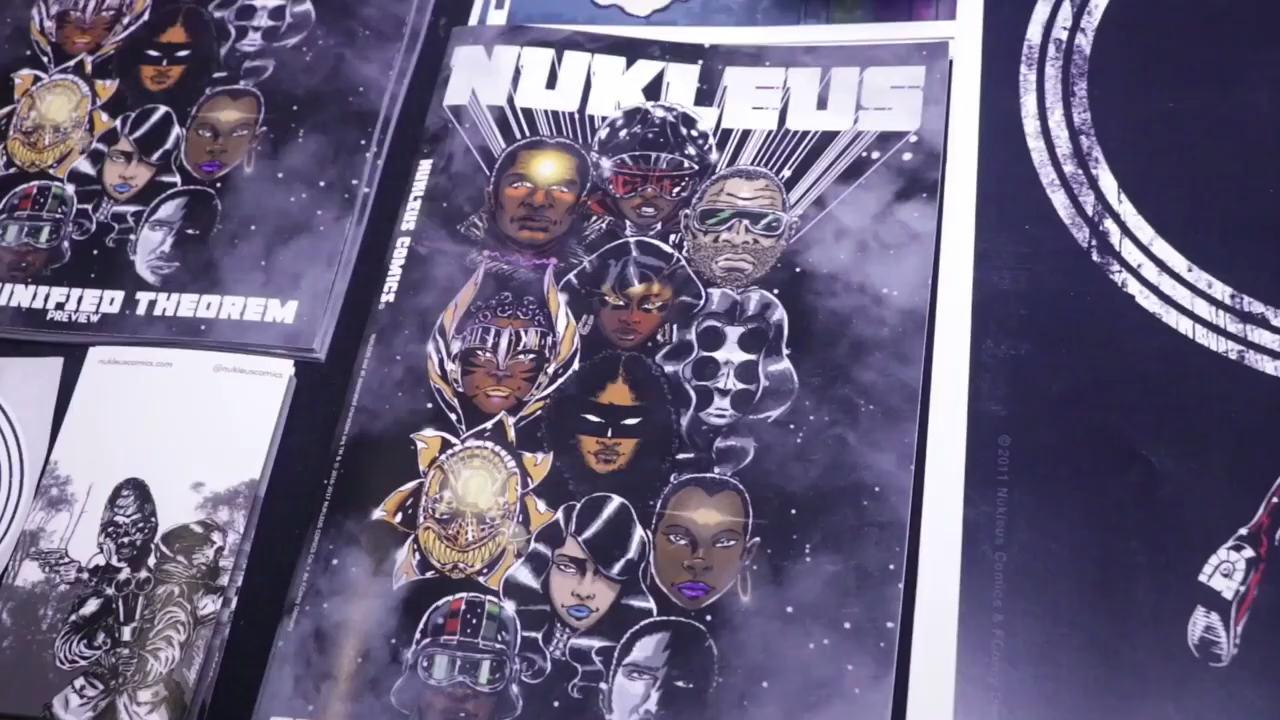 NUKLEUS
NUKLEUS COMICS
UNIFIED THEOREM
PREVIEW
nukleuscomics.com
@nukleuscomics
©2011 Nukleus Comics &